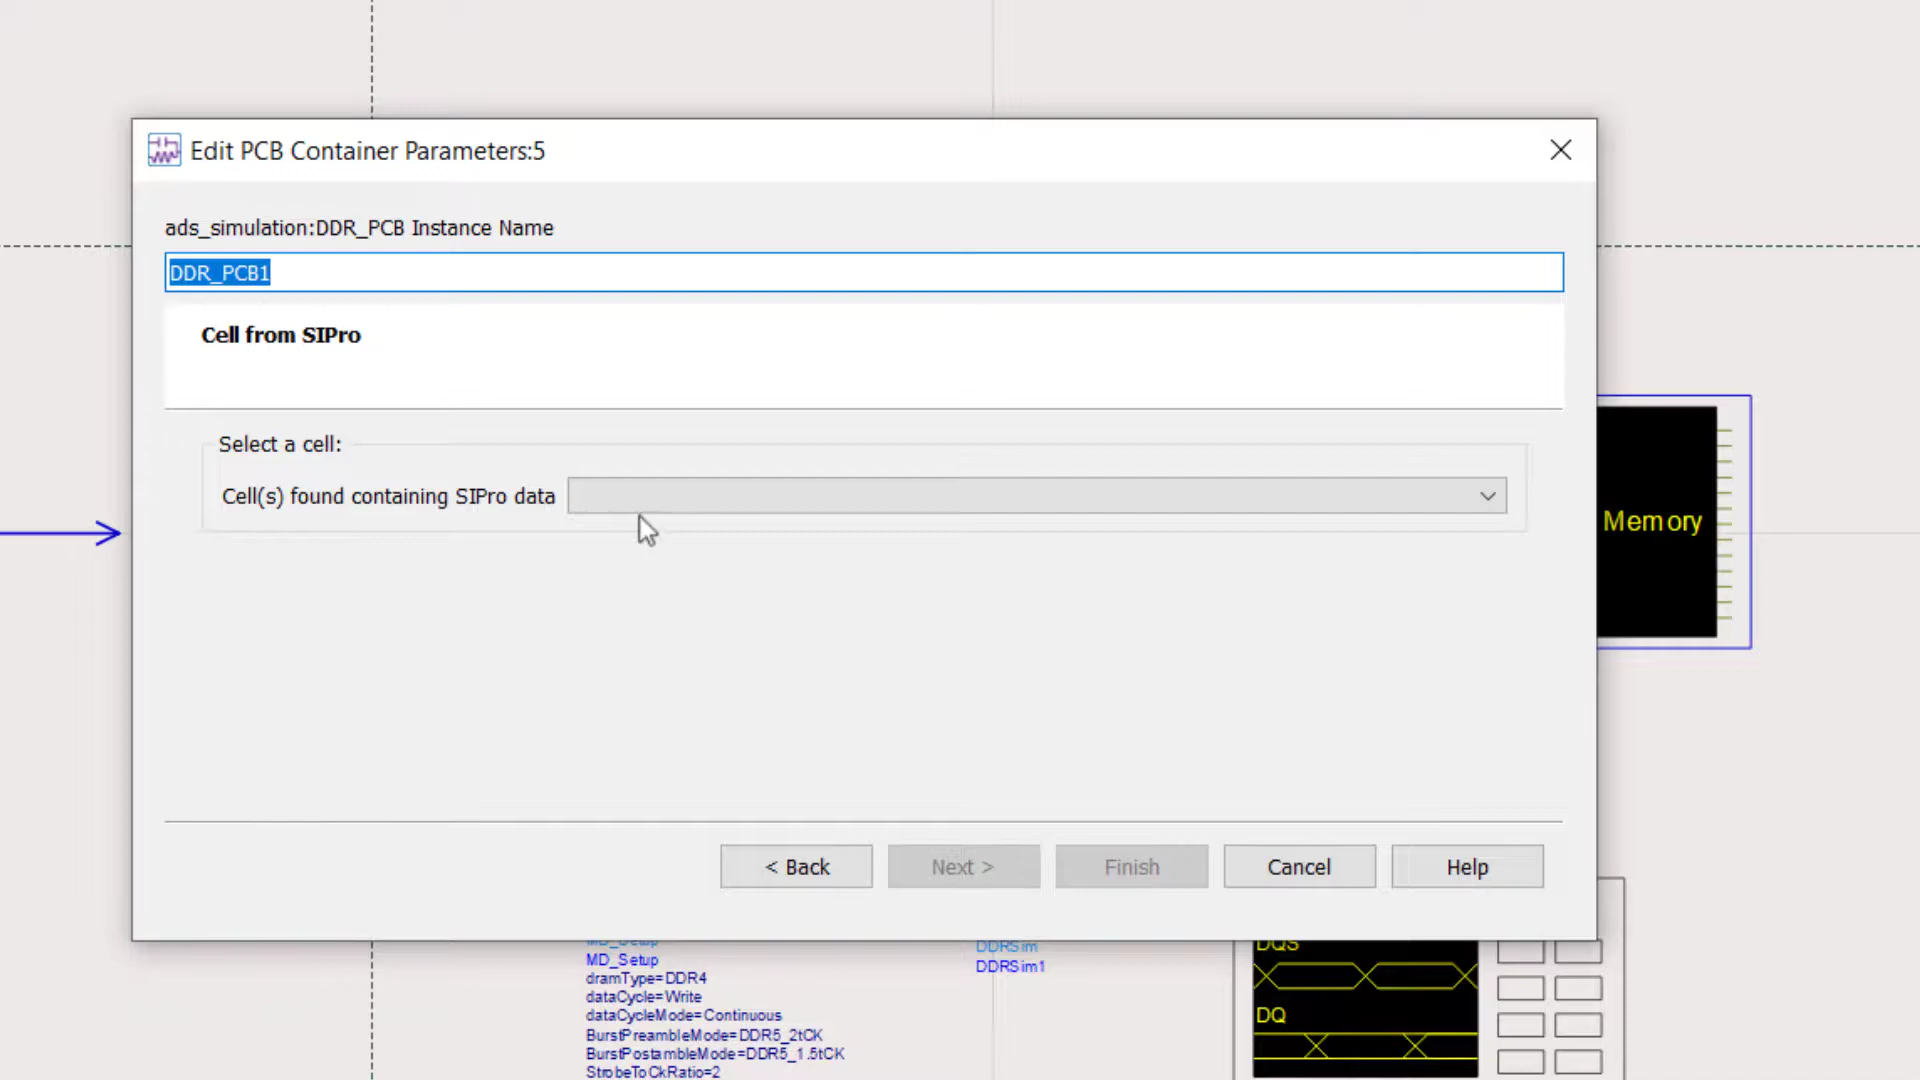 Edit PCB Container Parameters:5
ads_simulation:DDR_PCB Instance Name
DDR_PCB1
Cell from SIPro
Select a cell:
Cell(s) found containing SIPro data
Memory
< Back
Next >
Finish
Cancel
Help
MD_Setup
MD_Setup
dramType=DDR4
dataCycle=Write
dataCycleMode=Continuous
BurstPreambleMode=DDR5_2tCK
BurstPostambleMode=DDR5_1.5tCK
StrobeToCkRatio=2
DDRSim
DDRSim1
DQS
DQ